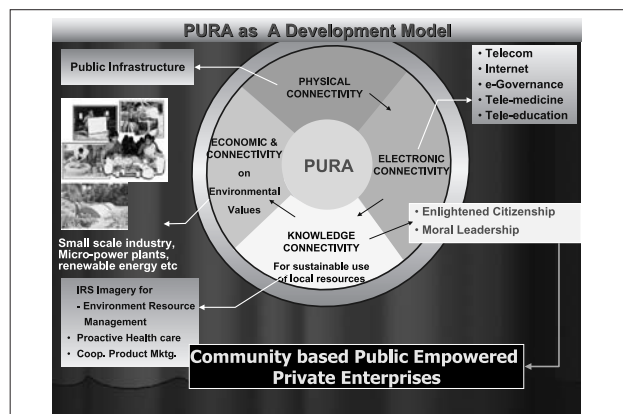 PURA as A Development Model
Public Infrastructure
PHYSICAL
CONNECTIVITY
• Telecom
• Internet
• e-Governance
• Tele-medicine
• Tele-education
ECONOMIC &
CONNECTIVITY
on
Environmental
Values
PURA
ELECTRONIC
CONNECTIVITY
KNOWLEDGE
CONNECTIVITY
For sustainable use
of local resources
• Enlightened Citizenship
• Moral Leadership
Small scale industry,
Micro-power plants,
renewable energy etc
IRS Imagery for
- Environment Resource
Management
• Proactive Health care
• Coop. Product Mktg.
Community based Public Empowered
Private Enterprises